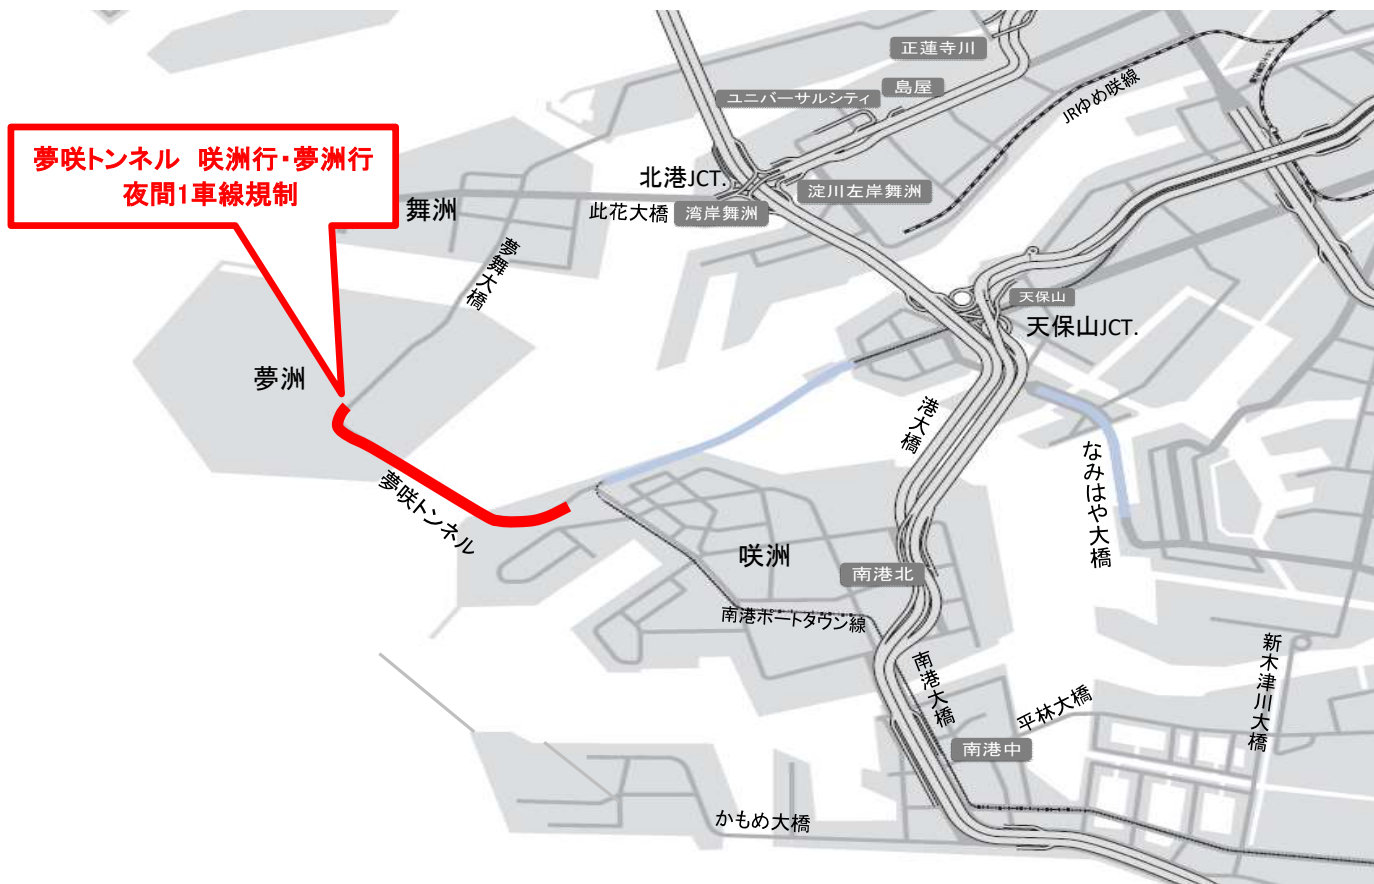 正蓮寺川
島屋
ユニバーサルシティ
JRゆめ咲線
夢咲トンネル 咲洲行・夢洲行
夜間1車線規制
北港JCT.
淀川左岸舞洲
舞洲
此花大橋
湾岸舞洲
夢舞大橋
天保山
天保山JCT.
夢洲
港大橋
なみはや大橋
夢咲トンネル
咲洲
南港北
南港ポートタウン線
南港大橋
新木津川大橋
平林大橋
南港中
かもめ大橋